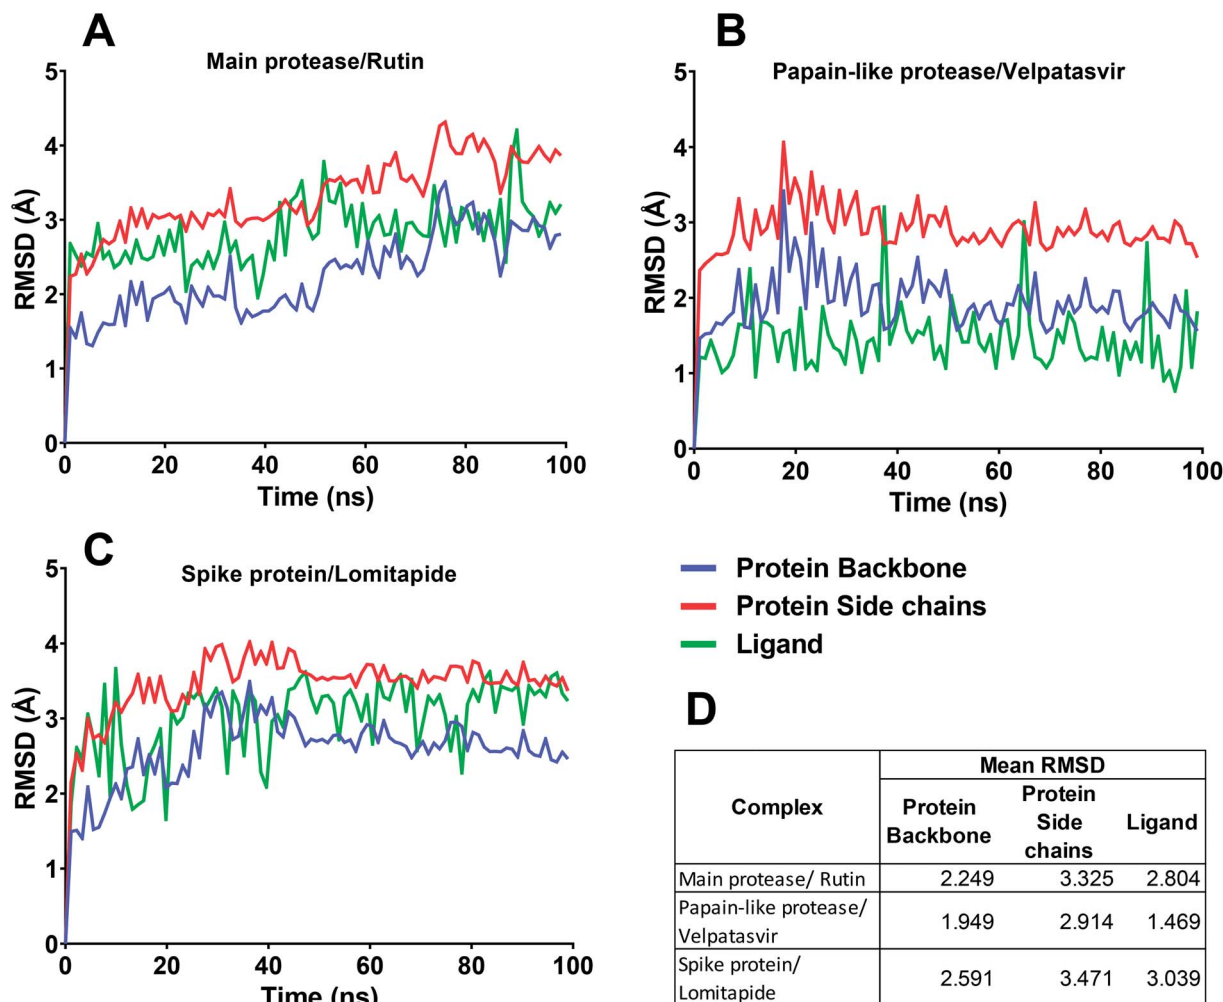 A
Main protease/Rutin
RMSD (Å)
5
4
3
2
1
0
0 20 40 60 80 100
Time (ns)
B
Papain-like protease/Velpatasvir
RMSD (Å)
5
4
3
2
1
0
0 20 40 60 80 100
Time (ns)
C
Spike protein/Lomitapide
RMSD (Å)
5
4
3
2
1
0
0 20 40 60 80 100
Time (ns)
Protein Backbone
Protein Side chains
Ligand
D
Complex
Mean RMSD
Protein
Backbone
Protein
Side
chains
Ligand
Main protease/ Rutin 2.249 3.325 2.804
Papain-like protease/
Velpatasvir 1.949 2.914 1.469
Spike protein/
Lomitapide 2.591 3.471 3.039